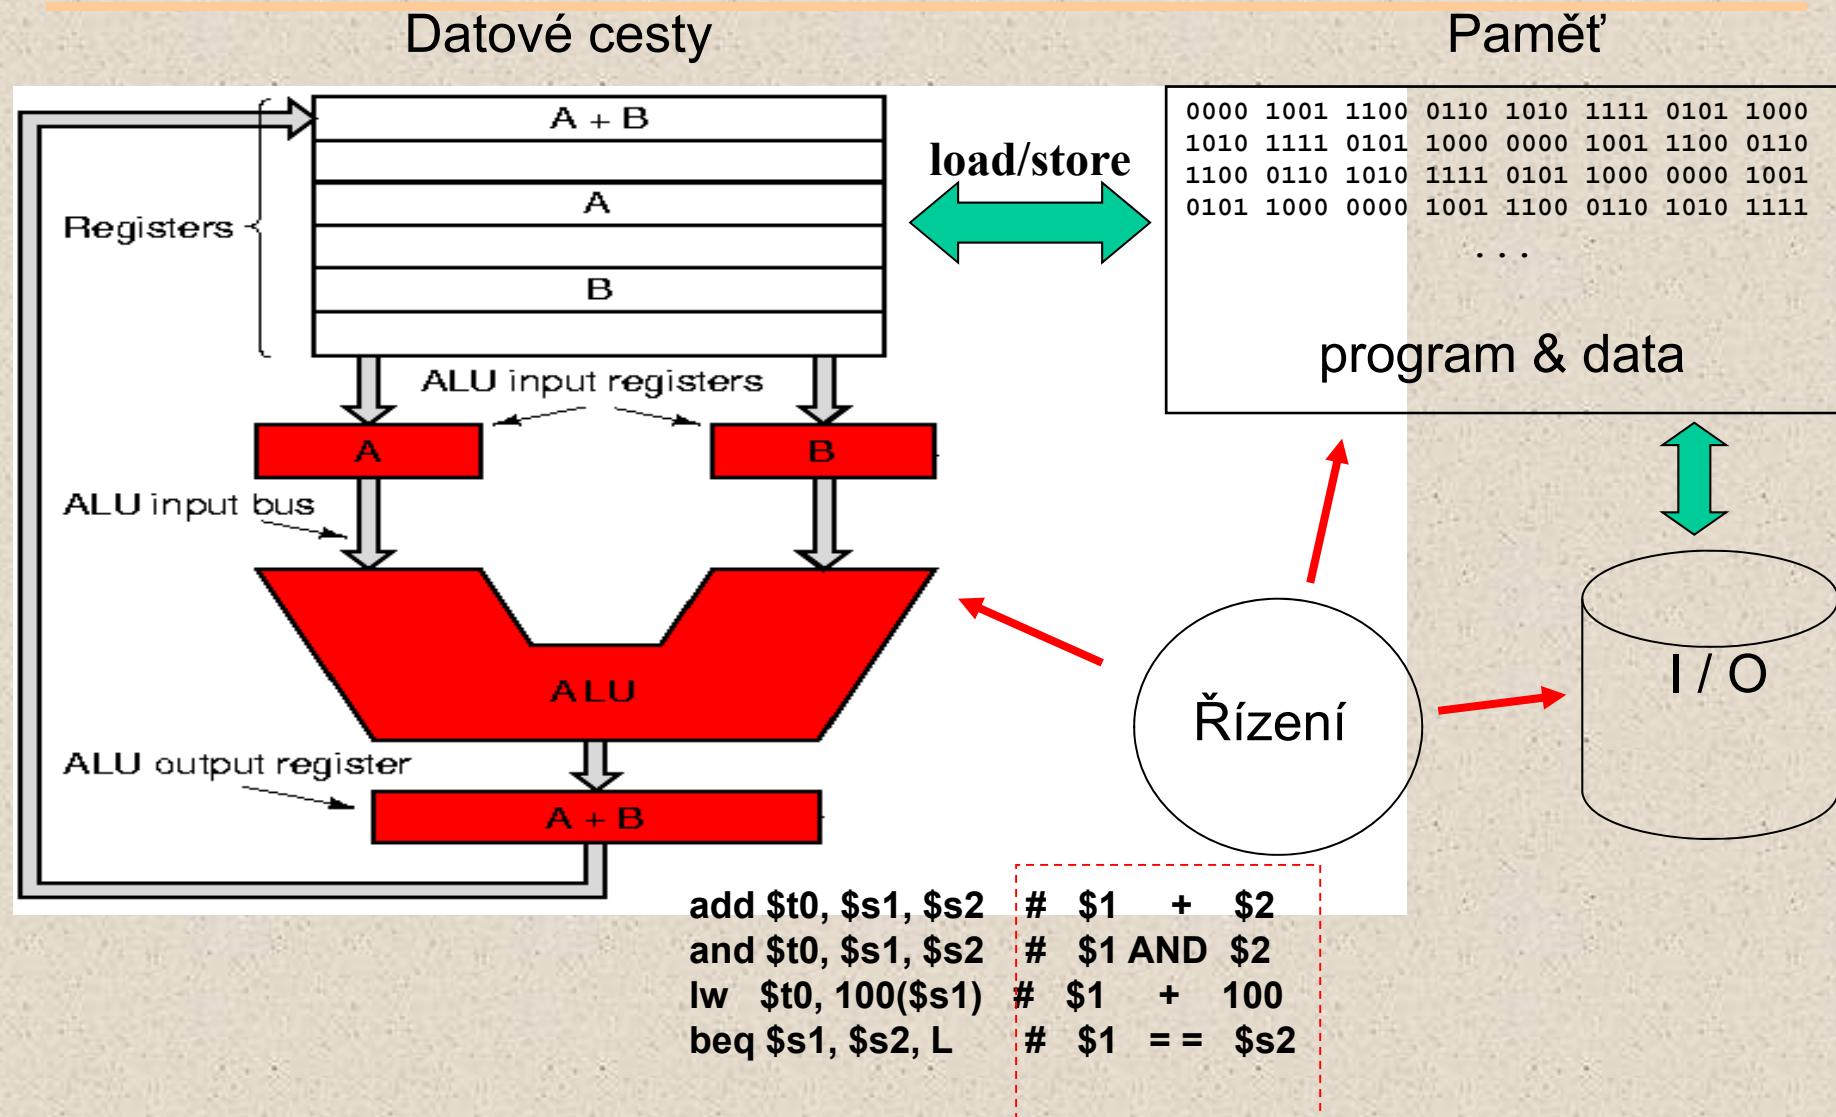 Datové cesty
Paměť
A + B
A
B
Registers
load/store
0000 1001 1100 0110 1010 1111 0101 1000
1010 1111 0101 1000 0000 1001 1100 0110
1100 0110 1010 1111 0101 1000 0000 1001
0101 1000 0000 1001 1100 0110 1010 1111
. . .
program & data
ALU input registers
A
B
ALU input bus
ALU
Řízení
I / O
ALU output register
A + B
add $t0, $s1, $s2 # $1 + $2
and $t0, $s1, $s2 # $1 AND $2
lw $t0, 100($s1) # $1 + 100
beq $s1, $s2, L # $1 = = $s2